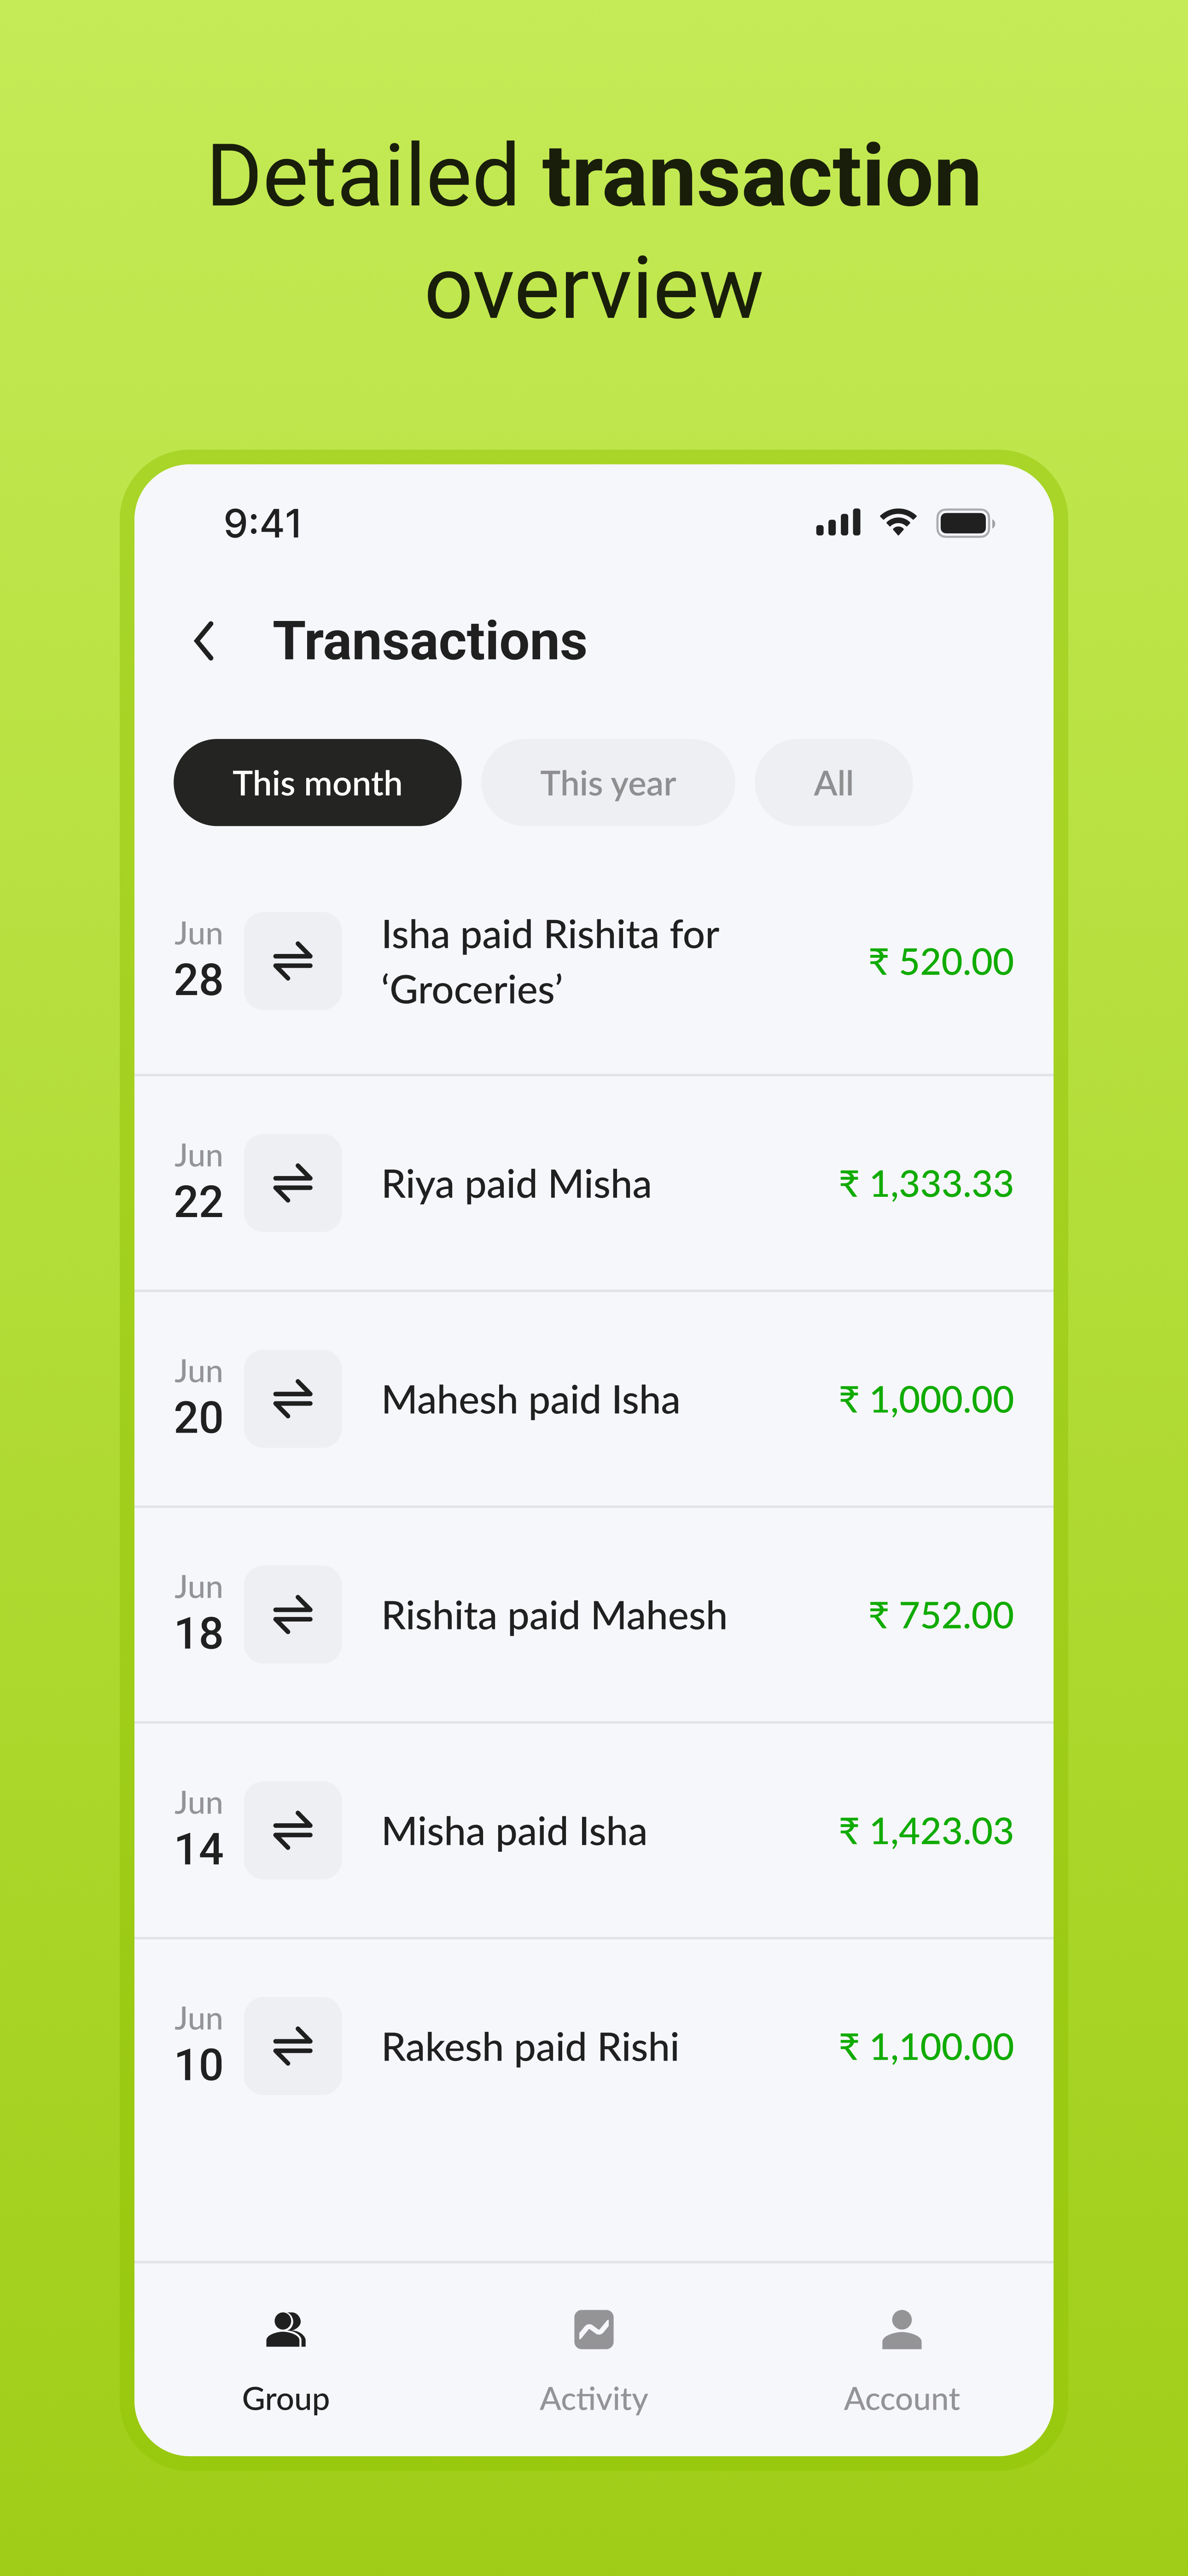 Detailed transaction
overview
9:41
Transactions
This month This year All
Jun
28
Isha paid Rishita for
‘Groceries’
₹ 520.00
Jun
22
Riya paid Misha
₹ 1,333.33
Jun
20
Mahesh paid Isha
₹ 1,000.00
Jun
18
Rishita paid Mahesh
₹ 752.00
Jun
14
Misha paid Isha
₹ 1,423.03
Jun
10
Rakesh paid Rishi
₹ 1,100.00
Group Activity Account